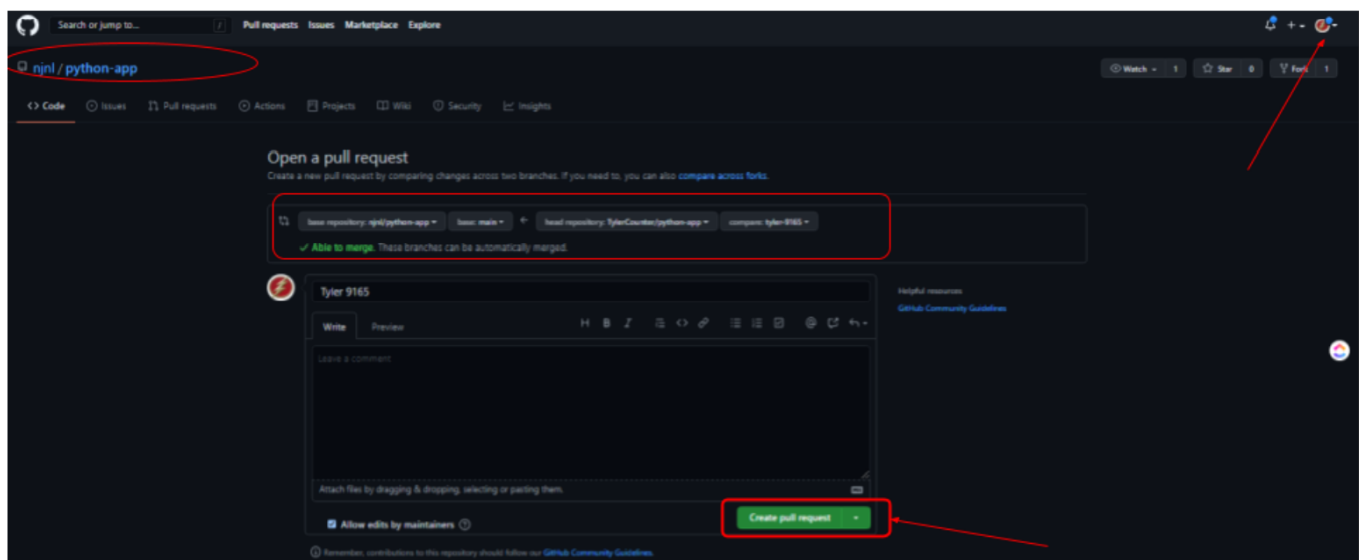 Search or jump to... /
Pull requests Issues Marketplace Explore
njnl / python-app
Watch 1 Star 0 Fork 1
Code Issues Pull requests Actions Projects Wiki Security Insights
Open a pull request
Create a new pull request by comparing changes across two branches. If you need to, you can also compare across forks.
base repository: njnl/python-app base: main head repository: TylerCounter/python-app compare: tyler-9165
Able to merge. These branches can be automatically merged.
Tyler 9165
Write Preview
H B I @
Leave a comment
Attach files by dragging & dropping, selecting or pasting them.
Allow edits by maintainers ?
Create pull request
Remember, contributions to this repository should follow our GitHub Community Guidelines.
Helpful resources
GitHub Community Guidelines